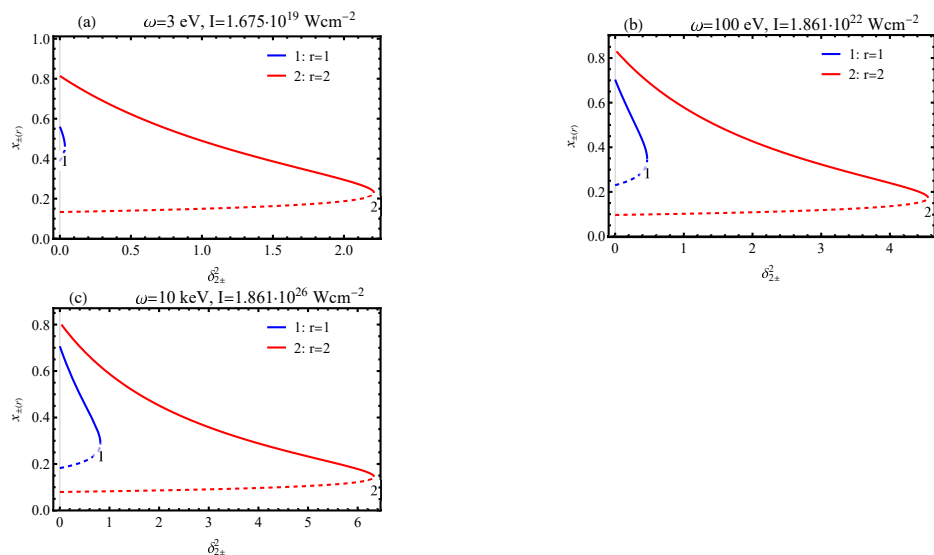 (a) ω=3 eV, I=1.675·10^19 Wcm^−2
1: r=1
2: r=2
x±(r)
1.0
0.8
0.6
0.4
0.2
0.0
1
2
0.0 0.5 1.0 1.5 2.0
δ^2_2±
(b) ω=100 eV, I=1.861·10^22 Wcm^−2
1: r=1
2: r=2
x±(r)
0.8
0.6
0.4
0.2
0.0
1
2
0 1 2 3 4
δ^2_2±
(c) ω=10 keV, I=1.861·10^26 Wcm^−2
1: r=1
2: r=2
x±(r)
0.8
0.6
0.4
0.2
0.0
1
2
0 1 2 3 4 5 6
δ^2_2±